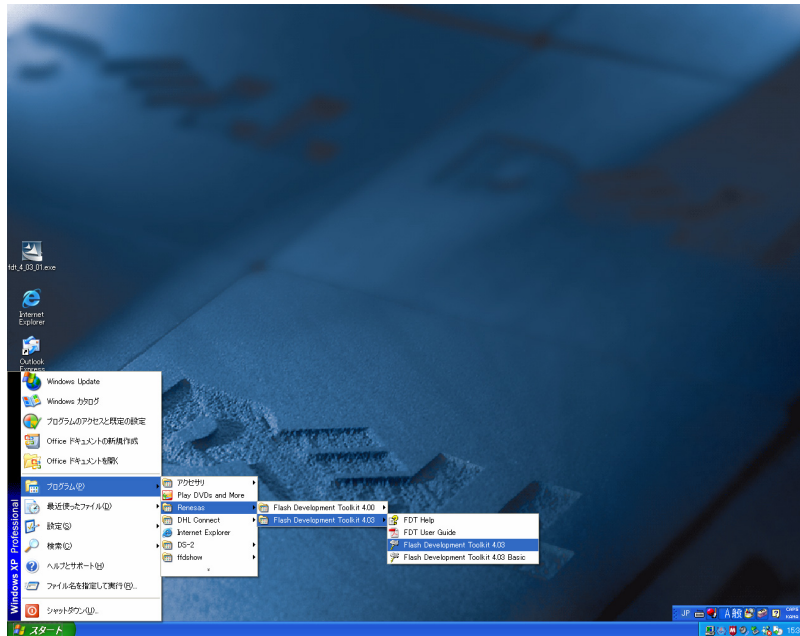 fdt_4_03_01.exe
Internet
Explorer
Outlook
Express
Windows XP Professional
Windows Update
Windows カタログ
プログラムのアクセスと既定の設定
Office ドキュメントの新規作成
Office ドキュメントを開く
プログラム(P)
最近使ったファイル(D)
設定(S)
検索(C)
ヘルプとサポート(H)
ファイル名を指定して実行(R)...
シャットダウン(U)...
アクセサリ
Play DVDs and More
Renesas
DHL Connect
Internet Explorer
DS-2
ffdshow
Flash Development Toolkit 4.00
Flash Development Toolkit 4.03
FDT Help
FDT User Guide
Flash Development Toolkit 4.03
Flash Development Toolkit 4.03 Basic
スタート
JP
A 般
CAPS
KANA